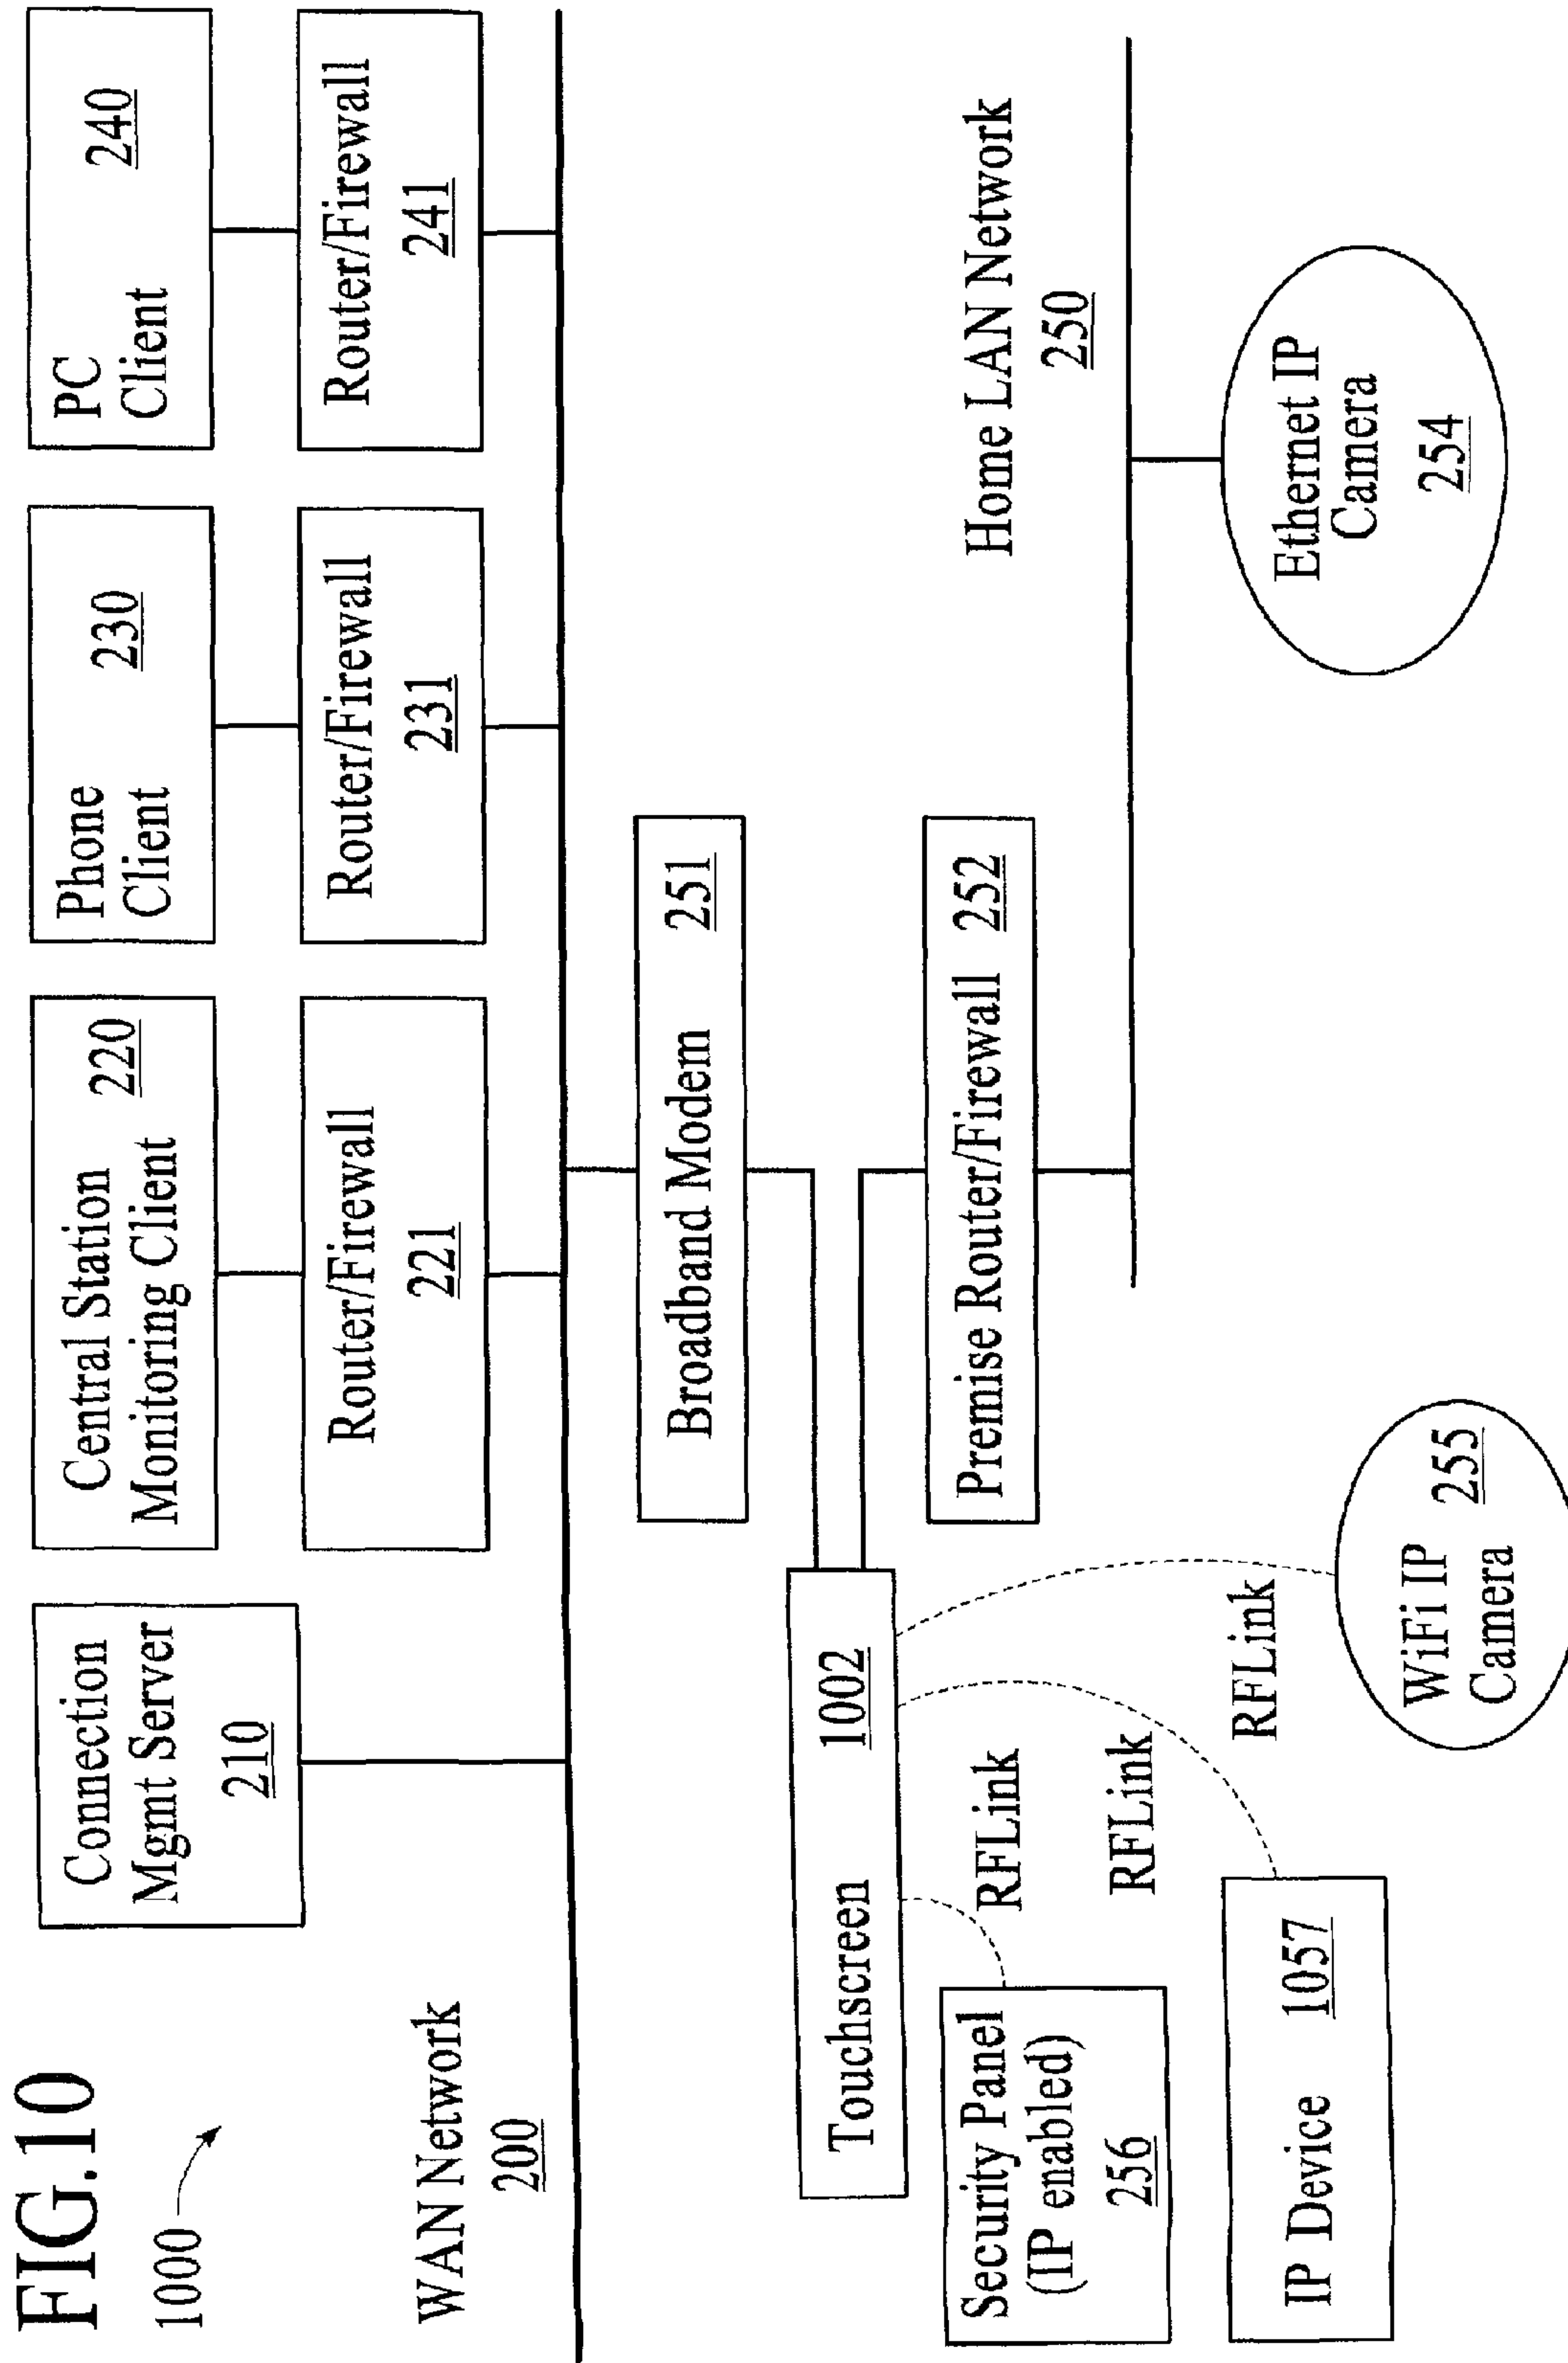 FIG.10
1000
Connection
Mgmt Server
210
Central Station
Monitoring Client
220
Phone
Client
230
PC
Client
240
Router/Firewall
221
Router/Firewall
231
Router/Firewall
241
WAN Network
200
Broadband Modem 251
Touchscreen 1002
Premise Router/Firewall 252
Home LAN Network
250
Security Panel
(IP enabled)
256
RFLink
RFLink
RFLink
IP Device 1057
WiFi IP
Camera
255
Ethernet IP
Camera
254